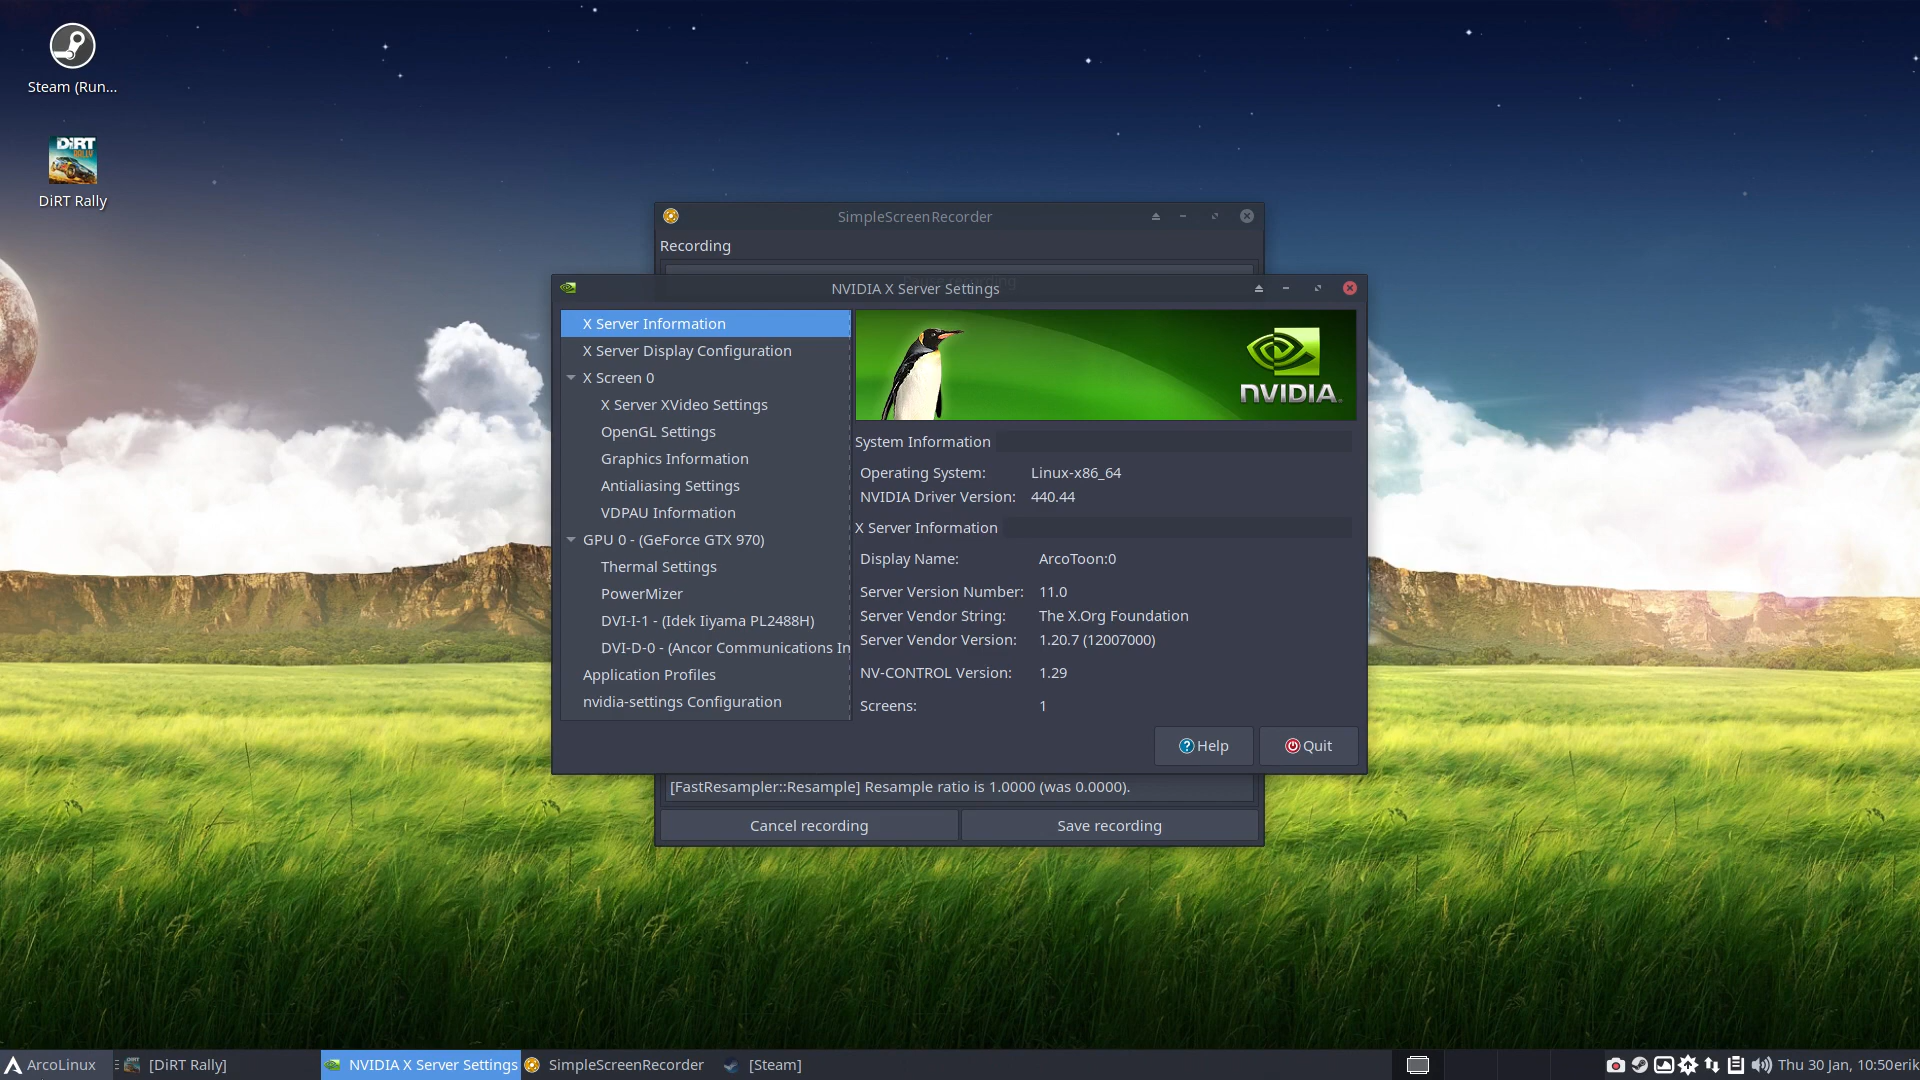 Steam (Run...
DiRT RALLY
DiRT Rally
SimpleScreenRecorder
Recording
NVIDIA X Server Settings
X Server Information
X Server Display Configuration
X Screen 0
X Server XVideo Settings
OpenGL Settings
Graphics Information
Antialiasing Settings
VDPAU Information
GPU 0 - (GeForce GTX 970)
Thermal Settings
PowerMizer
DVI-I-1 - (Idek Iiyama PL2488H)
DVI-D-0 - (Ancor Communications In
Application Profiles
nvidia-settings Configuration
NVIDIA
System Information
Operating System: Linux-x86_64
NVIDIA Driver Version: 440.44
X Server Information
Display Name: ArcoToon:0
Server Version Number: 11.0
Server Vendor String: The X.Org Foundation
Server Vendor Version: 1.20.7 (12007000)
NV-CONTROL Version: 1.29
Screens: 1
Help
Quit
[FastResampler::Resample] Resample ratio is 1.0000 (was 0.0000).
Cancel recording
Save recording
ArcoLinux
[DiRT Rally]
NVIDIA X Server Settings
SimpleScreenRecorder
[Steam]
Thu 30 Jan, 10:50
erik